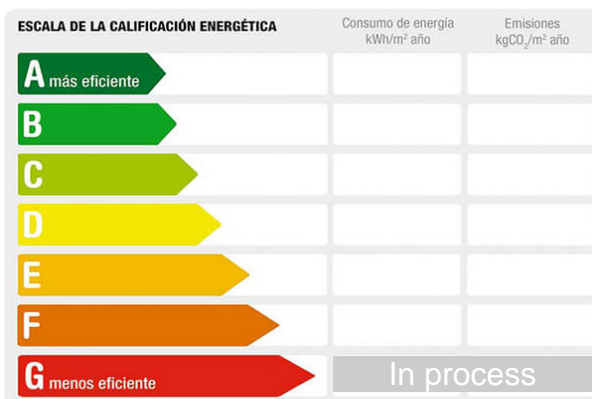 ESCALA DE LA CALIFICACIÓN ENERGÉTICA
Consumo de energía
kWh/m² año
Emisiones
kgCO₂/m² año
A más eficiente
B
C
D
E
F
G menos eficiente
In process